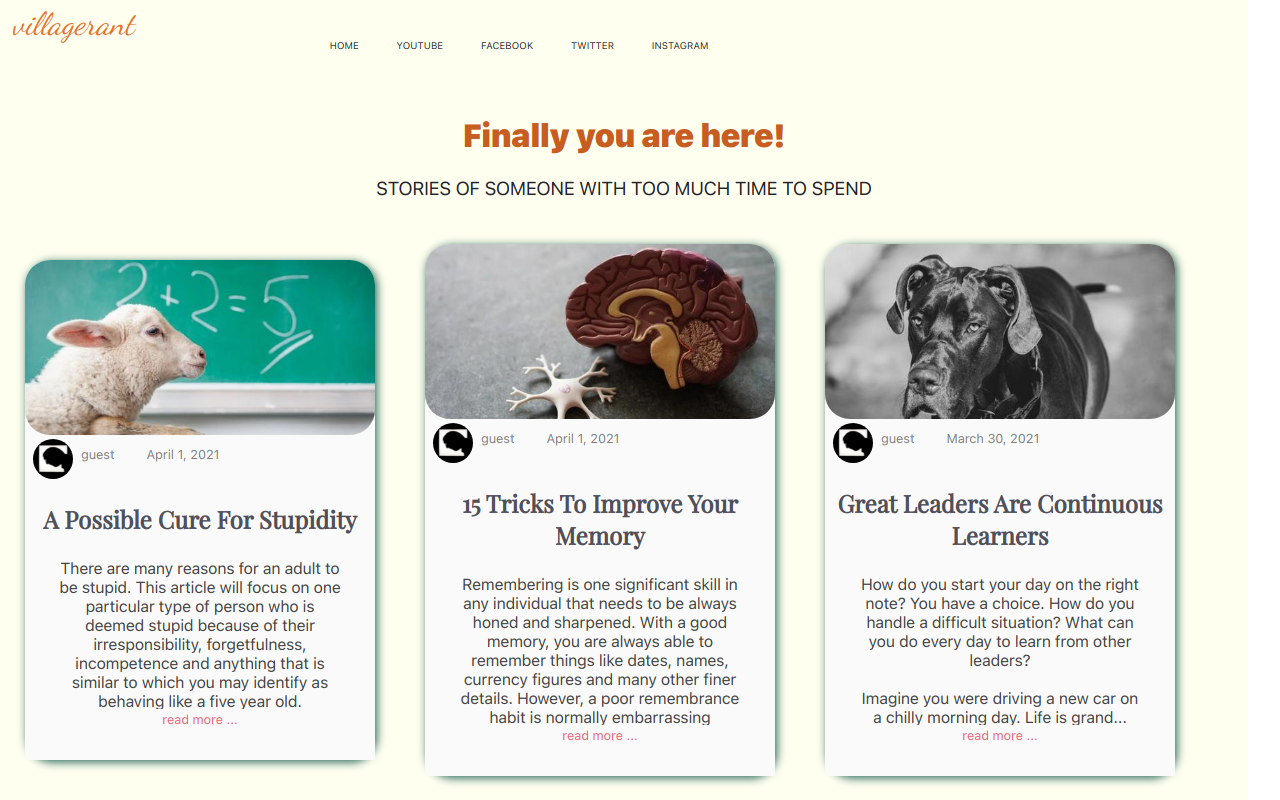 villagerant
HOME YOUTUBE FACEBOOK TWITTER INSTAGRAM
Finally you are here!
STORIES OF SOMEONE WITH TOO MUCH TIME TO SPEND
2+2=5
guest April 1, 2021
A Possible Cure For Stupidity
There are many reasons for an adult to
be stupid. This article will focus on one
particular type of person who is
deemed stupid because of their
irresponsibility, forgetfulness,
incompetence and anything that is
similar to which you may identify as
behaving like a five year old.
read more ...
guest April 1, 2021
15 Tricks To Improve Your
Memory
Remembering is one significant skill in
any individual that needs to be always
honed and sharpened. With a good
memory, you are always able to
remember things like dates, names,
currency figures and many other finer
details. However, a poor remembrance
habit is normally embarrassing
read more ...
guest March 30, 2021
Great Leaders Are Continuous
Learners
How do you start your day on the right
note? You have a choice. How do you
handle a difficult situation? What can
you do every day to learn from other
leaders?
Imagine you were driving a new car on
a chilly morning day. Life is grand...
read more ...